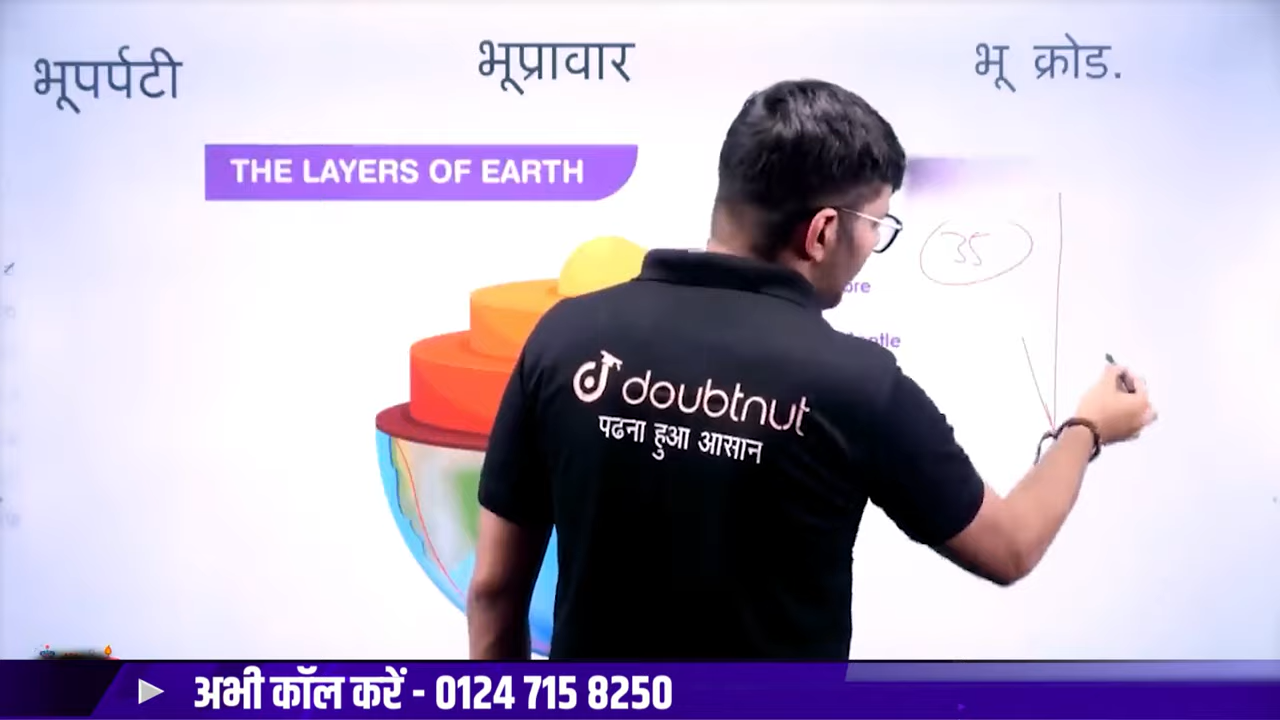 भूपर्पटी
भूप्रावार
भू क्रोड.
THE LAYERS OF EARTH
35
doubtnut
पढना हुआ आसान
अभी कॉल करें - 0124 715 8250